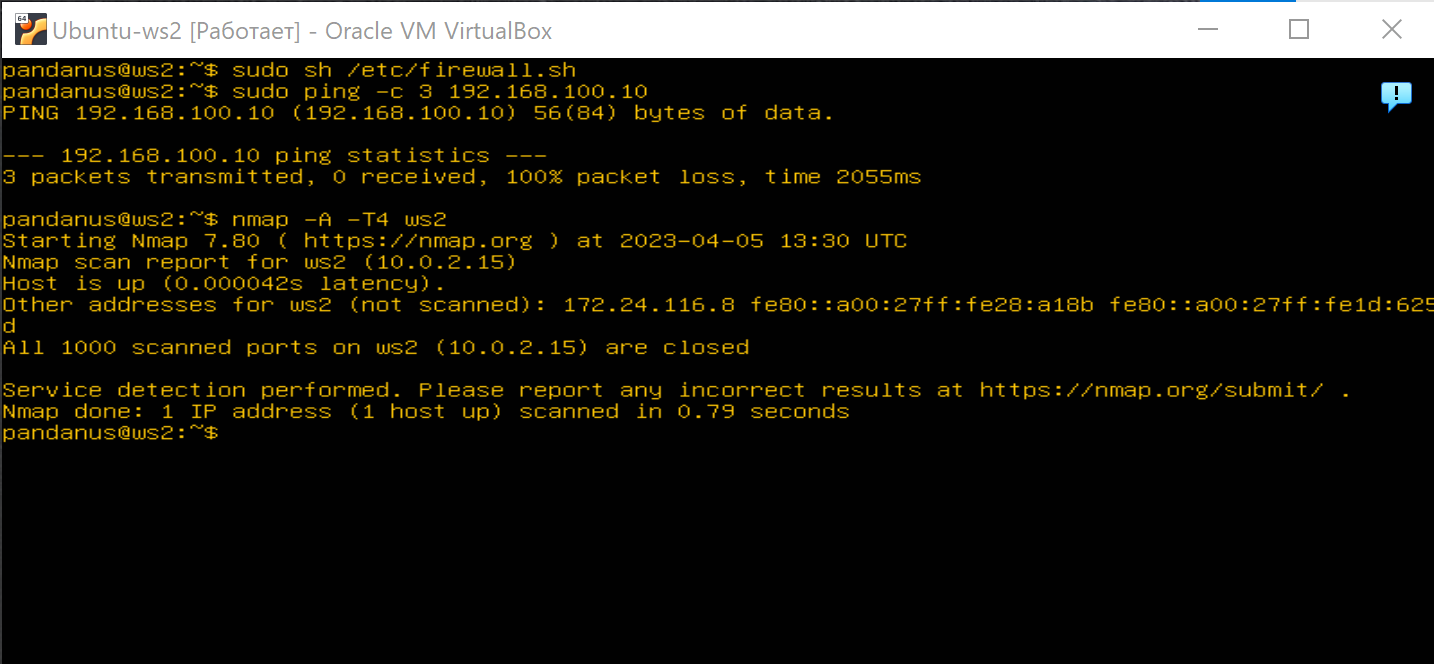 64
Ubuntu-ws2 [Работает] - Oracle VM VirtualBox
pandanus@ws2:~$ sudo sh /etc/firewall.sh
pandanus@ws2:~$ sudo ping -c 3 192.168.100.10
PING 192.168.100.10 (192.168.100.10) 56(84) bytes of data.
--- 192.168.100.10 ping statistics ---
3 packets transmitted, 0 received, 100% packet loss, time 2055ms
pandanus@ws2:~$ nmap -A -T4 ws2
Starting Nmap 7.80 ( https://nmap.org ) at 2023-04-05 13:30 UTC
Nmap scan report for ws2 (10.0.2.15)
Host is up (0.000042s latency).
Other addresses for ws2 (not scanned): 172.24.116.8 fe80::a00:27ff:fe28:a18b fe80::a00:27ff:fe1d:625
d
All 1000 scanned ports on ws2 (10.0.2.15) are closed
Service detection performed. Please report any incorrect results at https://nmap.org/submit/ .
Nmap done: 1 IP address (1 host up) scanned in 0.79 seconds
pandanus@ws2:~$